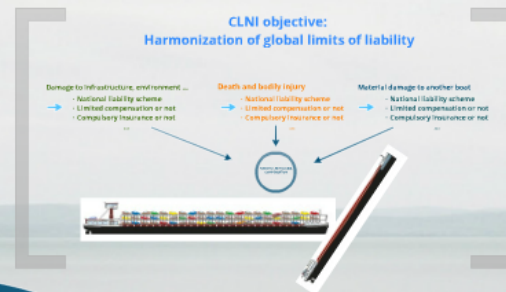 CLNI objective:
Harmonization of global limits of liability
Damage to infrastructure, environment ...
- National liability scheme
- Limited compensation or not
- Compulsory Insurance or not
...
Death and bodily injury
- National liability scheme
- Limited compensation or not
- Compulsory Insurance or not
...
Material damage to another boat
- National liability scheme
- Limited compensation or not
- Compulsory Insurance or not
...